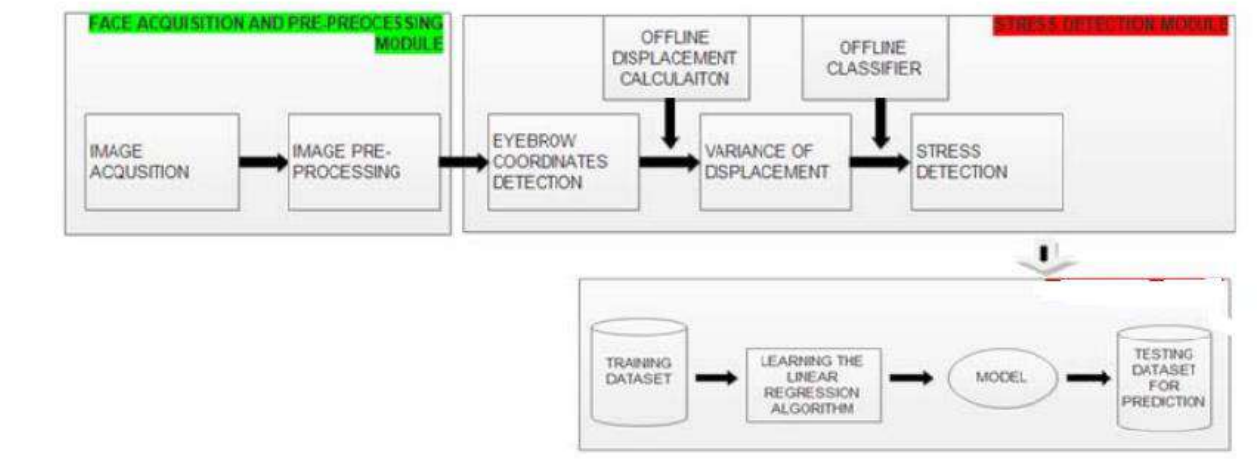 FACE ACQUISITION AND PRE-PREOCESSING
MODULE
STRESS DETECTION MODULE
OFFLINE
DISPLACEMENT
CALCULAITON
OFFLINE
CLASSIFIER
IMAGE
ACQUSITION
IMAGE PRE-
PROCESSING
EYEBROW
COORDINATES
DETECTION
VARIANCE OF
DISPLACEMENT
STRESS
DETECTION
TRAINING
DATASET
LEARNING THE
LINEAR
REGRESSION
ALGORITHM
MODEL
TESTING
DATASET
FOR
PREDICTION